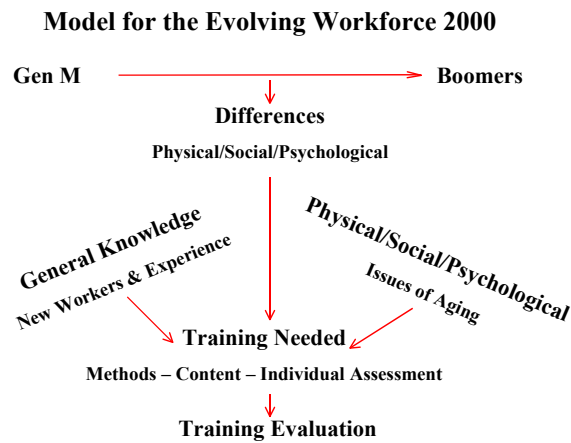 Model for the Evolving Workforce 2000
Gen M
Boomers
Differences
Physical/Social/Psychological
General Knowledge
New Workers & Experience
Physical/Social/Psychological
Issues of Aging
Training Needed
Methods – Content – Individual Assessment
Training Evaluation